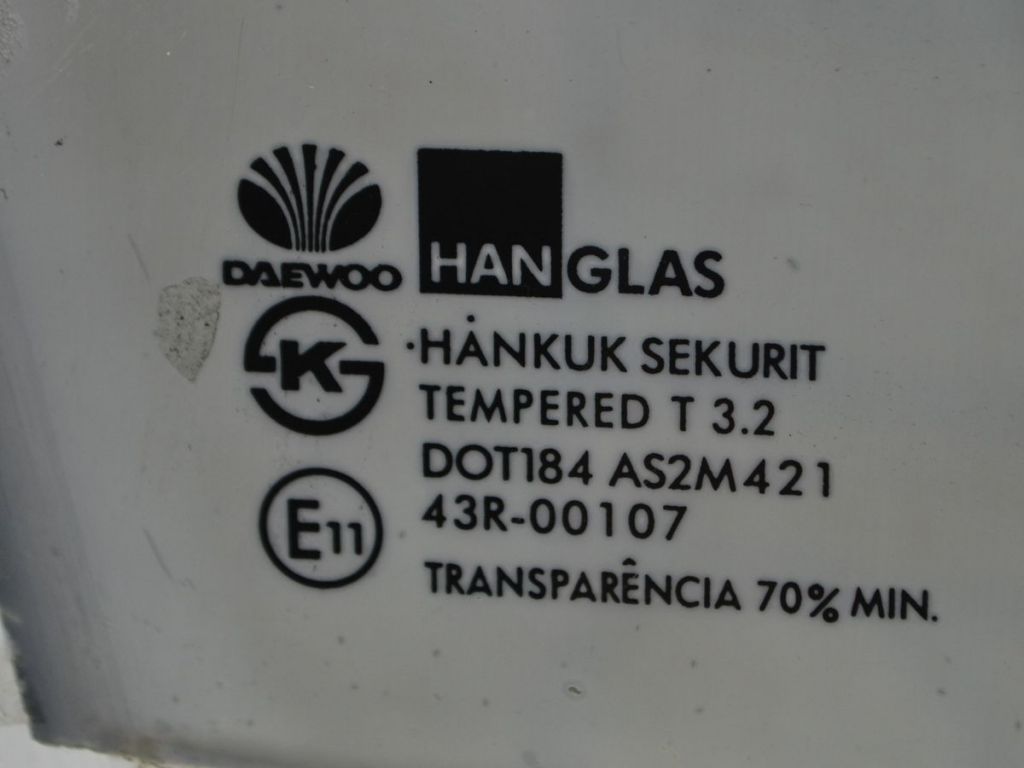 DAEWOO
HANGLAS
K
HANKUK SEKURIT
TEMPERED T 3.2
DOT184 AS2M421
E11
43R-00107
TRANSPARÊNCIA 70% MIN.